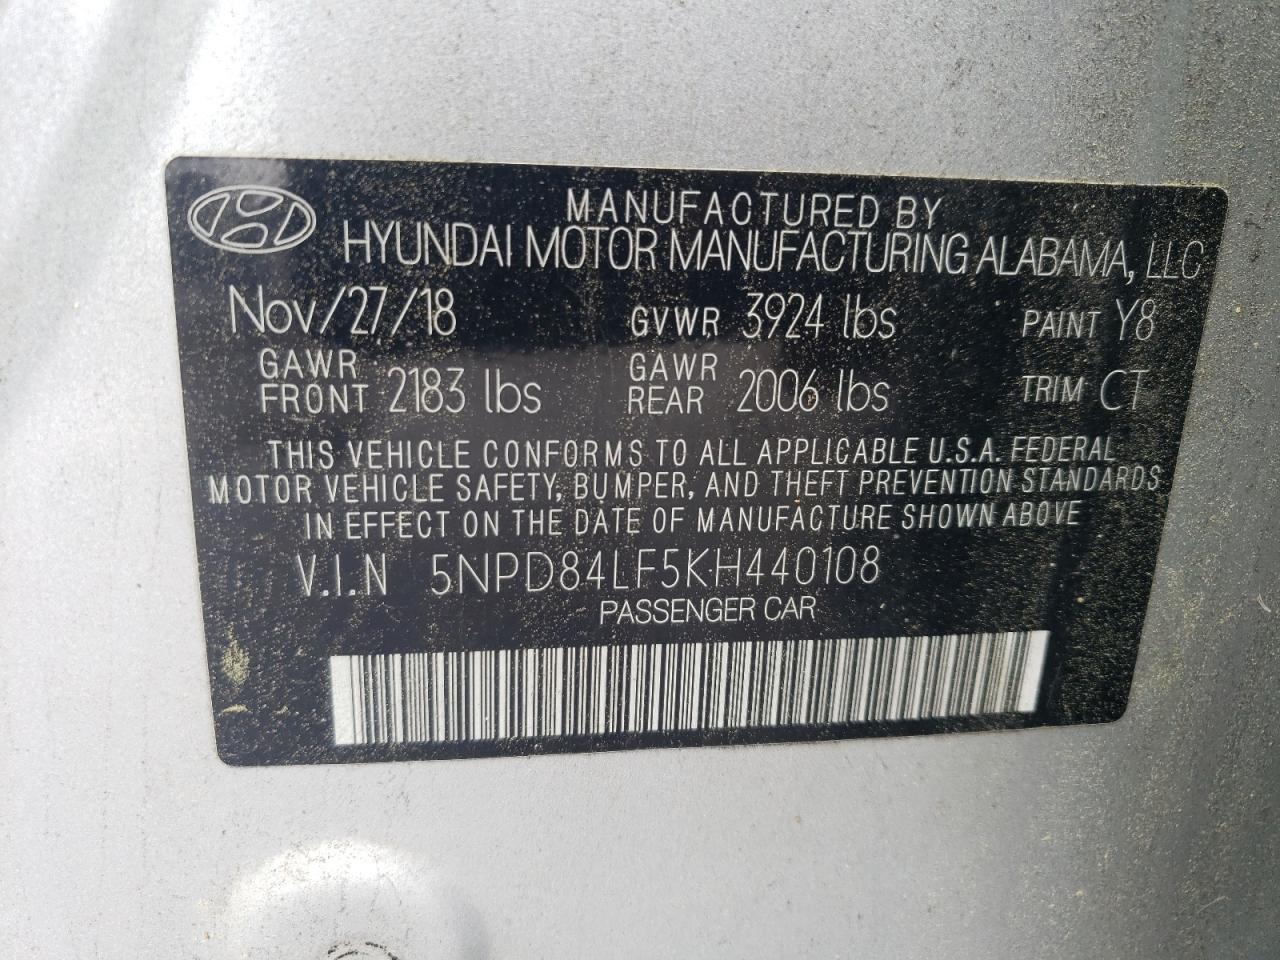 MANUFACTURED BY
HYUNDAI MOTOR MANUFACTURING ALABAMA, LLC
Nov/27/18 GVWR 3924 lbs PAINT Y8
GAWR FRONT 2183 lbs GAWR REAR 2006 lbs TRIM CT
THIS VEHICLE CONFORMS TO ALL APPLICABLE U.S.A. FEDERAL
MOTOR VEHICLE SAFETY, BUMPER, AND THEFT PREVENTION STANDARDS
IN EFFECT ON THE DATE OF MANUFACTURE SHOWN ABOVE
V.I.N 5NPD84LF5KH440108
PASSENGER CAR